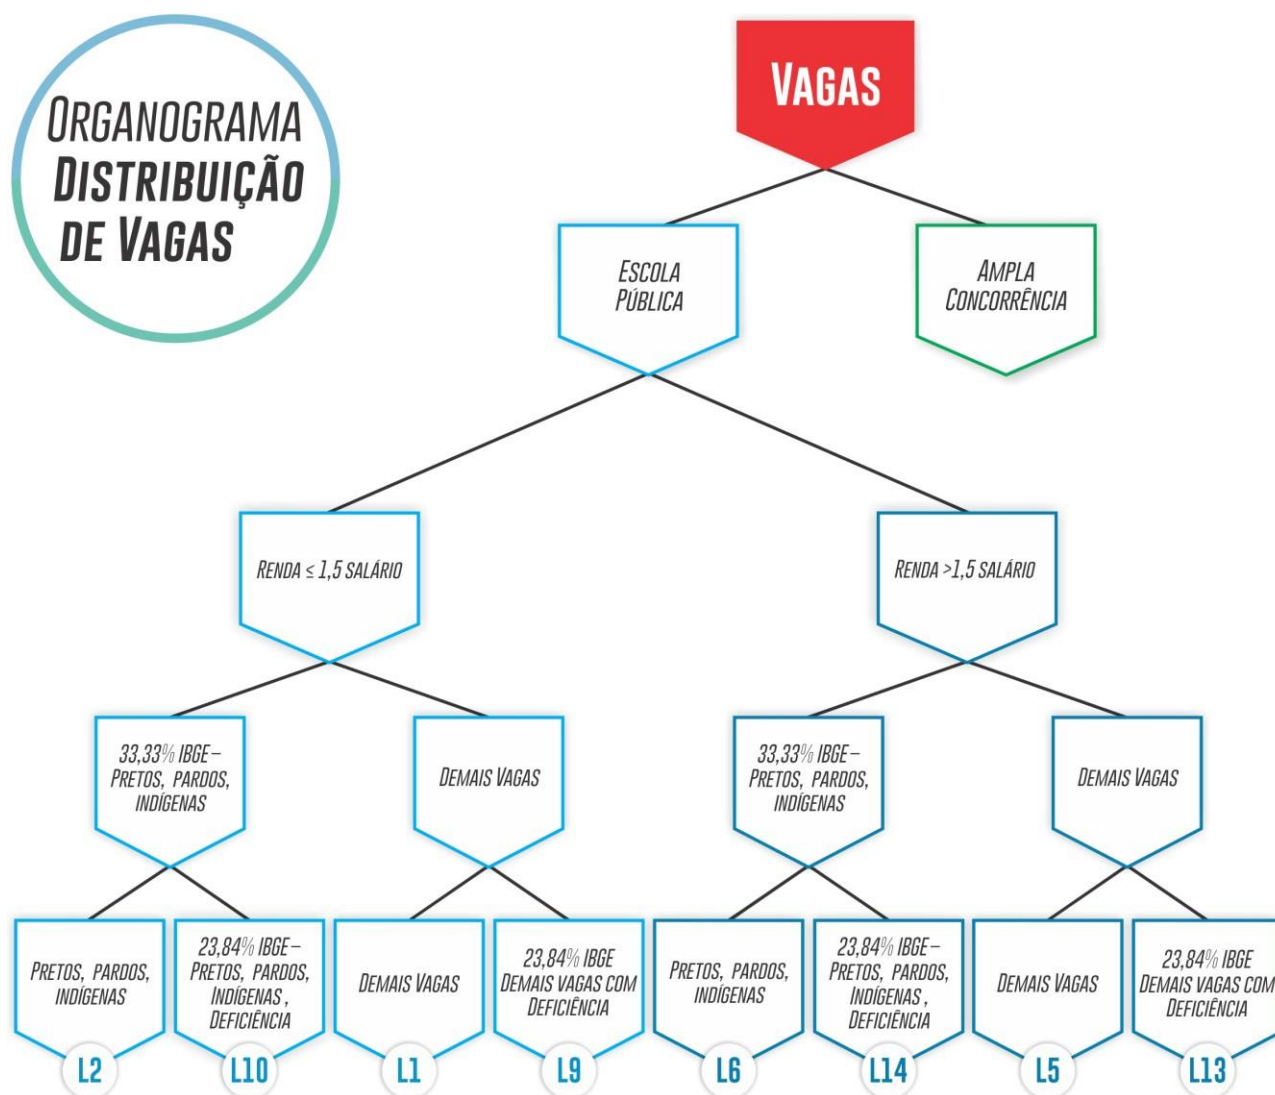 ORGANOGRAMA
DISTRIBUIÇÃO
DE VAGAS
VAGAS
ESCOLA
PÚBLICA
AMPLA
CONCORRÊNCIA
RENDA ≤ 1,5 SALÁRIO
RENDA >1,5 SALÁRIO
33,33% IBGE–
PRETOS, PARDOS,
INDÍGENAS
DEMAIS VAGAS
33,33% IBGE–
PRETOS, PARDOS,
INDÍGENAS
DEMAIS VAGAS
PRETOS, PARDOS,
INDÍGENAS
L2
23,84% IBGE–
PRETOS, PARDOS,
INDÍGENAS ,
DEFICIÊNCIA
L10
DEMAIS VAGAS
L1
23,84% IBGE
DEMAIS VAGAS COM
DEFICIÊNCIA
L9
PRETOS, PARDOS,
INDÍGENAS
L6
23,84% IBGE–
PRETOS, PARDOS,
INDÍGENAS ,
DEFICIÊNCIA
L14
DEMAIS VAGAS
L5
23,84% IBGE
DEMAIS VAGAS COM
DEFICIÊNCIA
L13